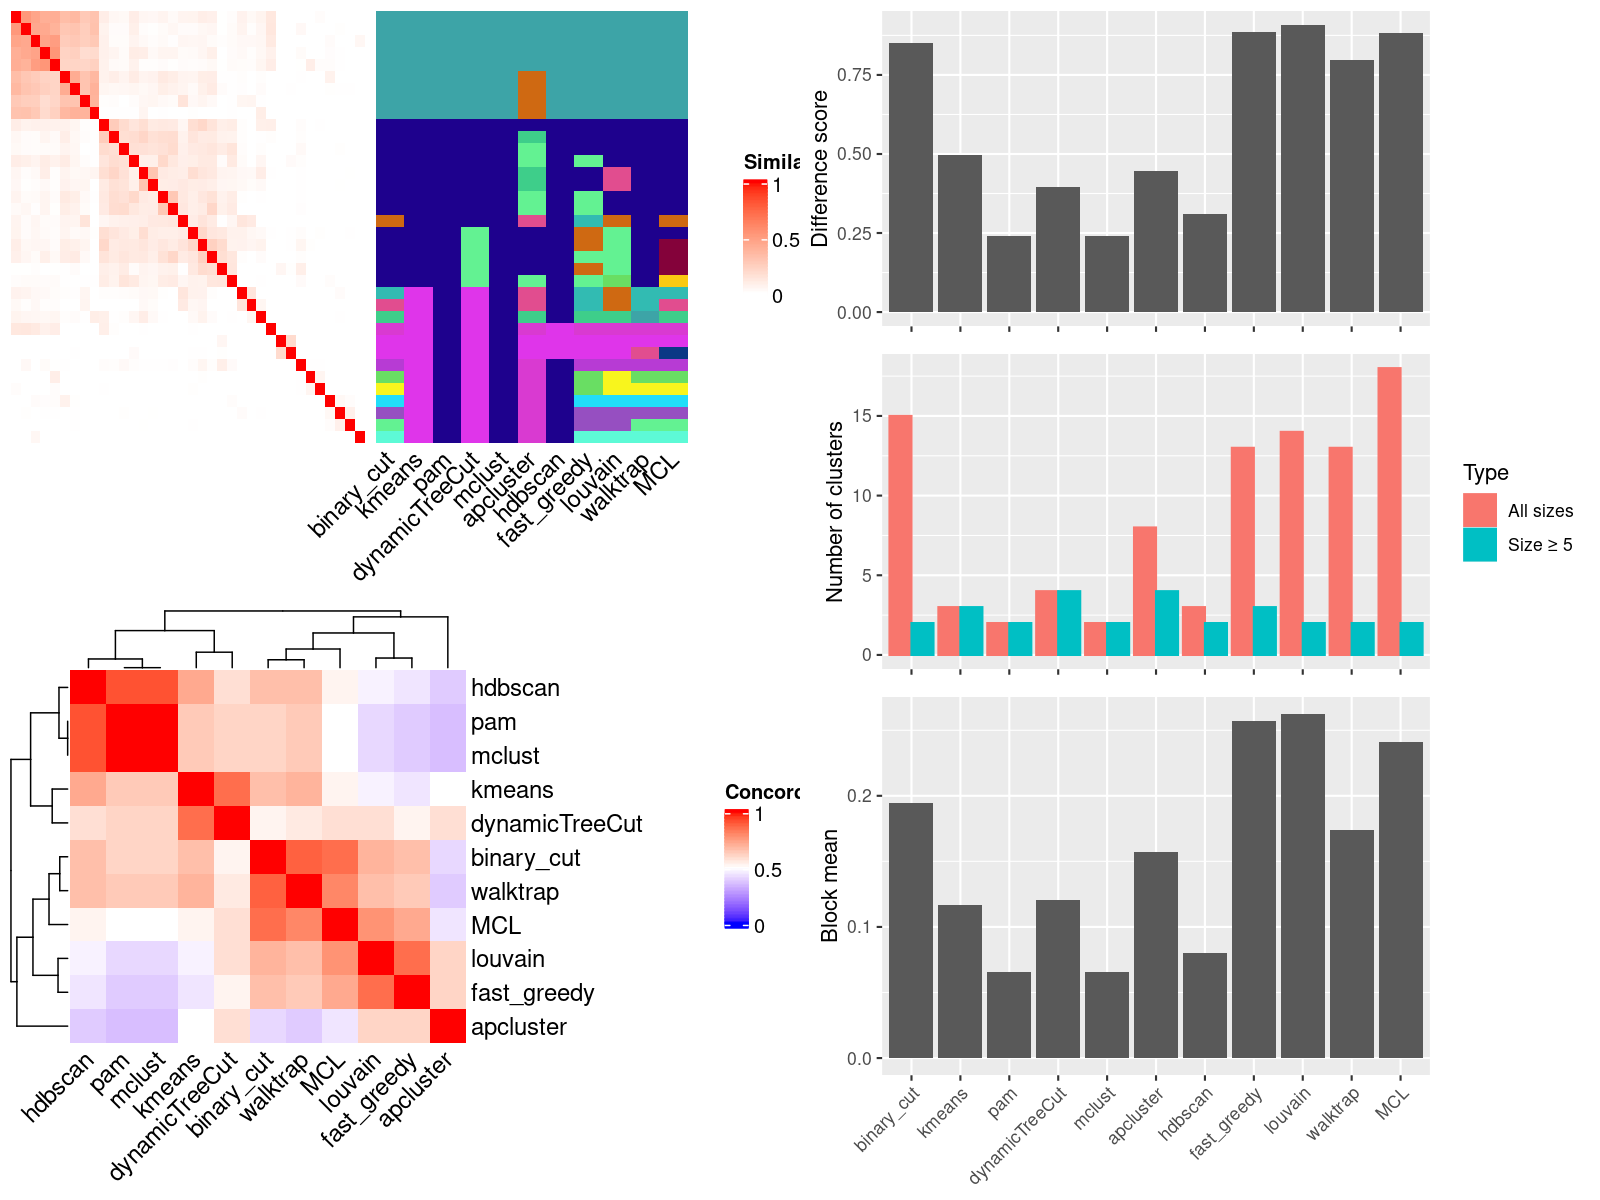 Simila
1
0.5
0
binary_cut
kmeans
pam
dynamicTreeCut
mclust
apcluster
hdbscan
fast_greedy
louvain
walktrap
MCL
hdbscan
pam
mclust
kmeans
dynamicTreeCut
binary_cut
walktrap
MCL
louvain
fast_greedy
apcluster
hdbscan
pam
mclust
kmeans
dynamicTreeCut
binary_cut
walktrap
MCL
louvain
fast_greedy
apcluster
Concord
1
0.5
0
Difference score
0.75
0.50
0.25
0.00
Number of clusters
15
10
5
0
Type
All sizes
Size ≥ 5
Block mean
0.2
0.1
0.0
binary_cut
kmeans
pam
dynamicTreeCut
mclust
apcluster
hdbscan
fast_greedy
louvain
walktrap
MCL